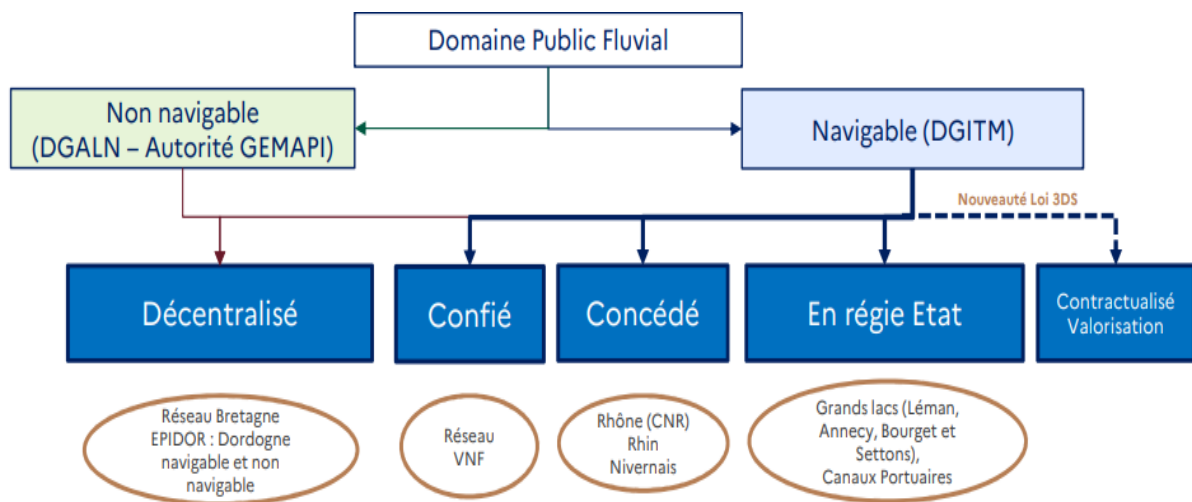 Domaine Public Fluvial
Non navigable
(DGALN – Autorité GEMAPI)
Navigable (DGITM)
Nouveauté Loi 3DS
Décentralisé
Confié
Concédé
En régie Etat
Contractualisé
Valorisation
Réseau Bretagne
EPIDOR : Dordogne
navigable et non
navigable
Réseau
VNF
Rhône (CNR)
Rhin
Nivernais
Grands lacs (Léman,
Annecy, Bourget et
Settons),
Canaux Portuaires